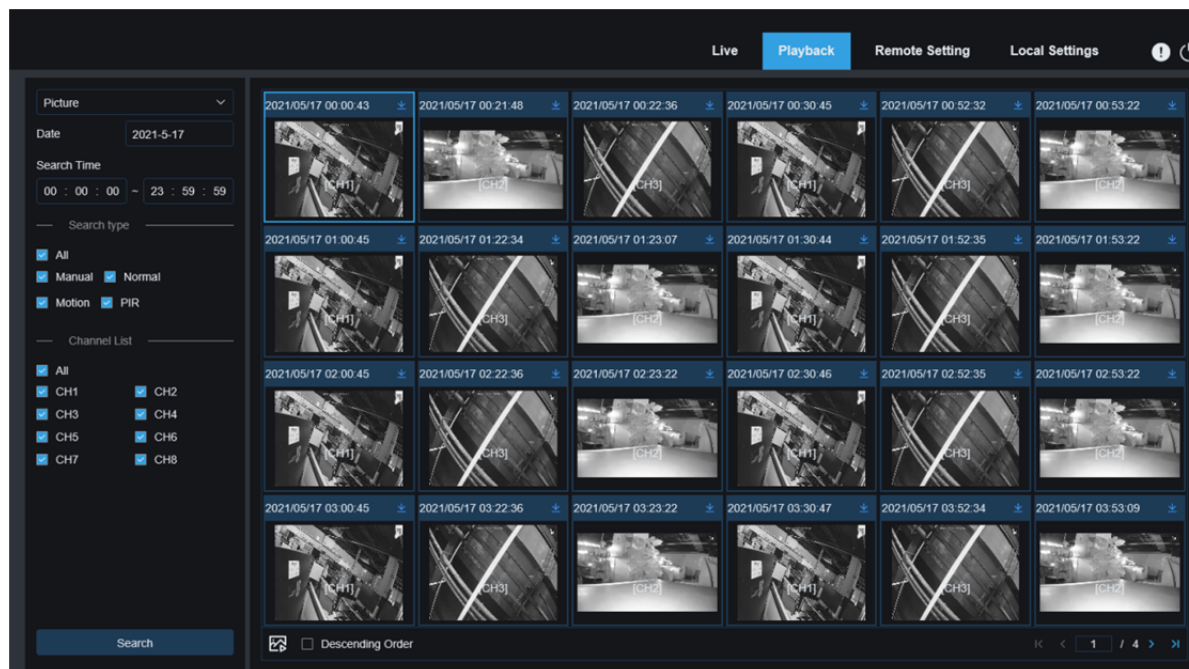 Live Playback Remote Setting Local Settings
Picture
Date 2021-5-17
Search Time
00 : 00 : 00 ~ 23 : 59 : 59
Search type
All
Manual Normal
Motion PIR
Channel List
All
CH1 CH2
CH3 CH4
CH5 CH6
CH7 CH8
Search
2021/05/17 00:00:43 2021/05/17 00:21:48 2021/05/17 00:22:36 2021/05/17 00:30:45 2021/05/17 00:52:32 2021/05/17 00:53:22
[CH1] [CH2] [CH3] [CH1] [CH3] [CH2]
2021/05/17 01:00:45 2021/05/17 01:22:34 2021/05/17 01:23:07 2021/05/17 01:30:44 2021/05/17 01:52:35 2021/05/17 01:53:22
[CH1] [CH3] [CH2] [CH1] [CH3] [CH2]
2021/05/17 02:00:45 2021/05/17 02:22:36 2021/05/17 02:23:22 2021/05/17 02:30:46 2021/05/17 02:52:35 2021/05/17 02:53:22
[CH1] [CH3] [CH2] [CH1] [CH3] [CH2]
2021/05/17 03:00:45 2021/05/17 03:22:36 2021/05/17 03:23:22 2021/05/17 03:30:47 2021/05/17 03:52:34 2021/05/17 03:53:09
[CH1] [CH3] [CH2] [CH1] [CH3] [CH2]
Descending Order 1 / 4